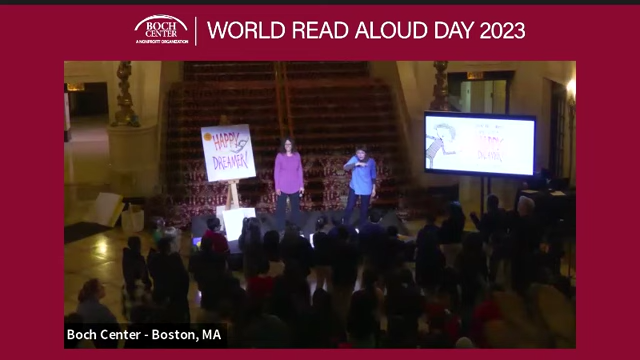 BOCH
CENTER
A NONPROFIT ORGANIZATION
WORLD READ ALOUD DAY 2023
HAPPY
DREAMER!
HAPPY
DREAMER
Boch Center - Boston, MA